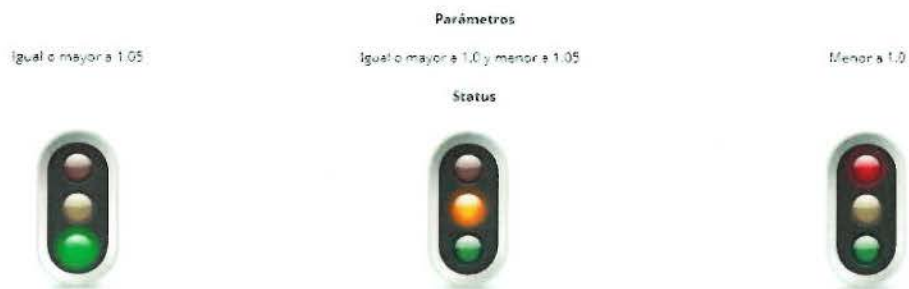 Parámetros
Igual o mayor a 1.05
Igual o mayor a 1.0 y menor a 1.05
Menor a 1.0
Status